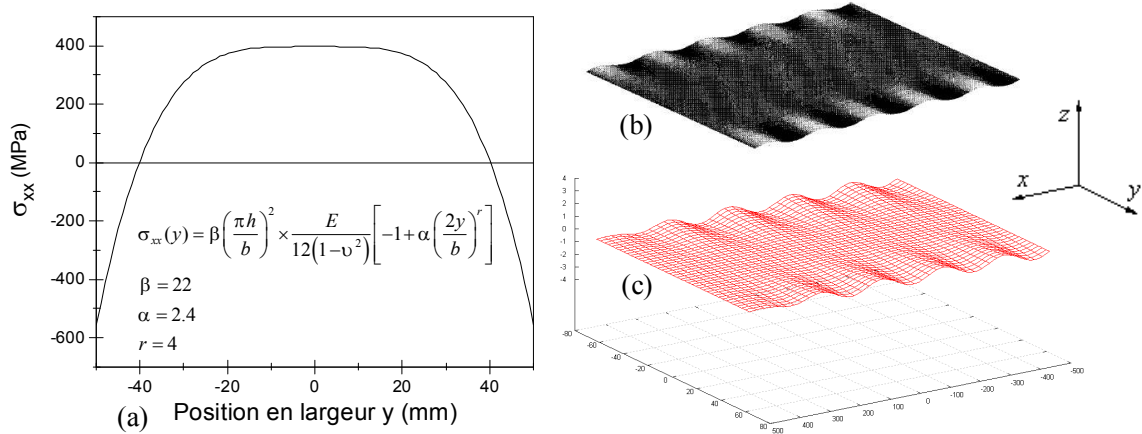 400
200
0
-200
-400
-600
σxx (MPa)
σxx(y) = β(πh/b)² × E/12(1−υ²) [−1+α(2y/b)^r]
β = 22
α = 2.4
r = 4
-40 -20 0 20 40
(a) Position en largeur y (mm)
(b)
z
x
y
4
3
2
1
0
-1
-2
-3
-4
(c)
-80
-60
-40
-20
0
20
40
60
80
500
400
300
200
100
0
-100
-200
-300
-400
-500